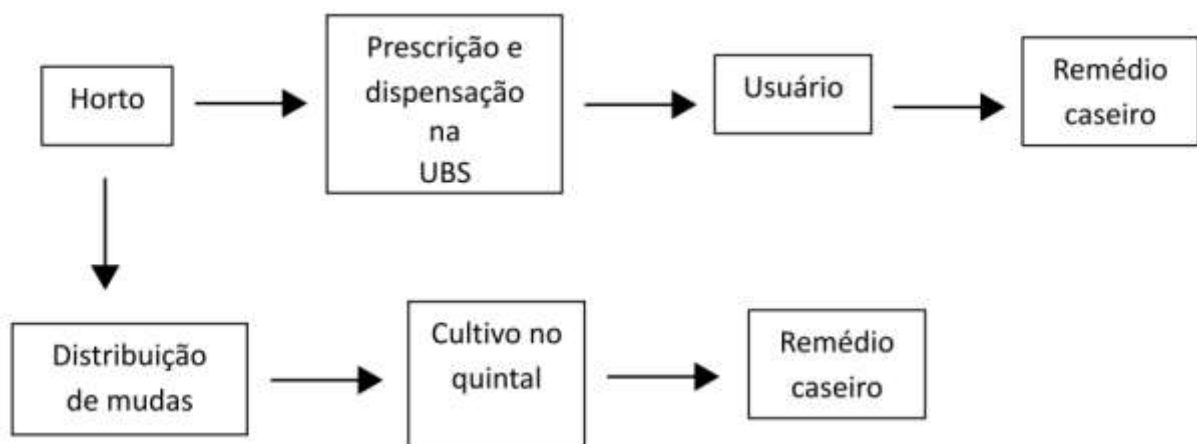 Horto
Prescrição e
dispensação
na
UBS
Usuário
Remédio
caseiro
Distribuição
de mudas
Cultivo no
quintal
Remédio
caseiro